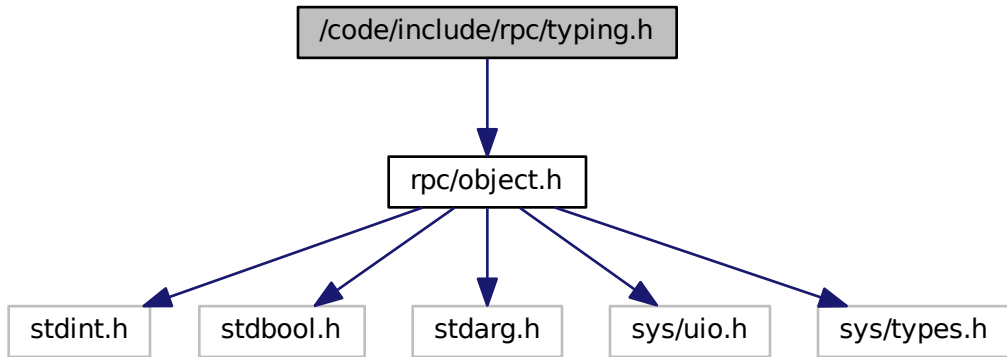 /code/include/rpc/typing.h
rpc/object.h
stdint.h
stdbool.h
stdarg.h
sys/uio.h
sys/types.h